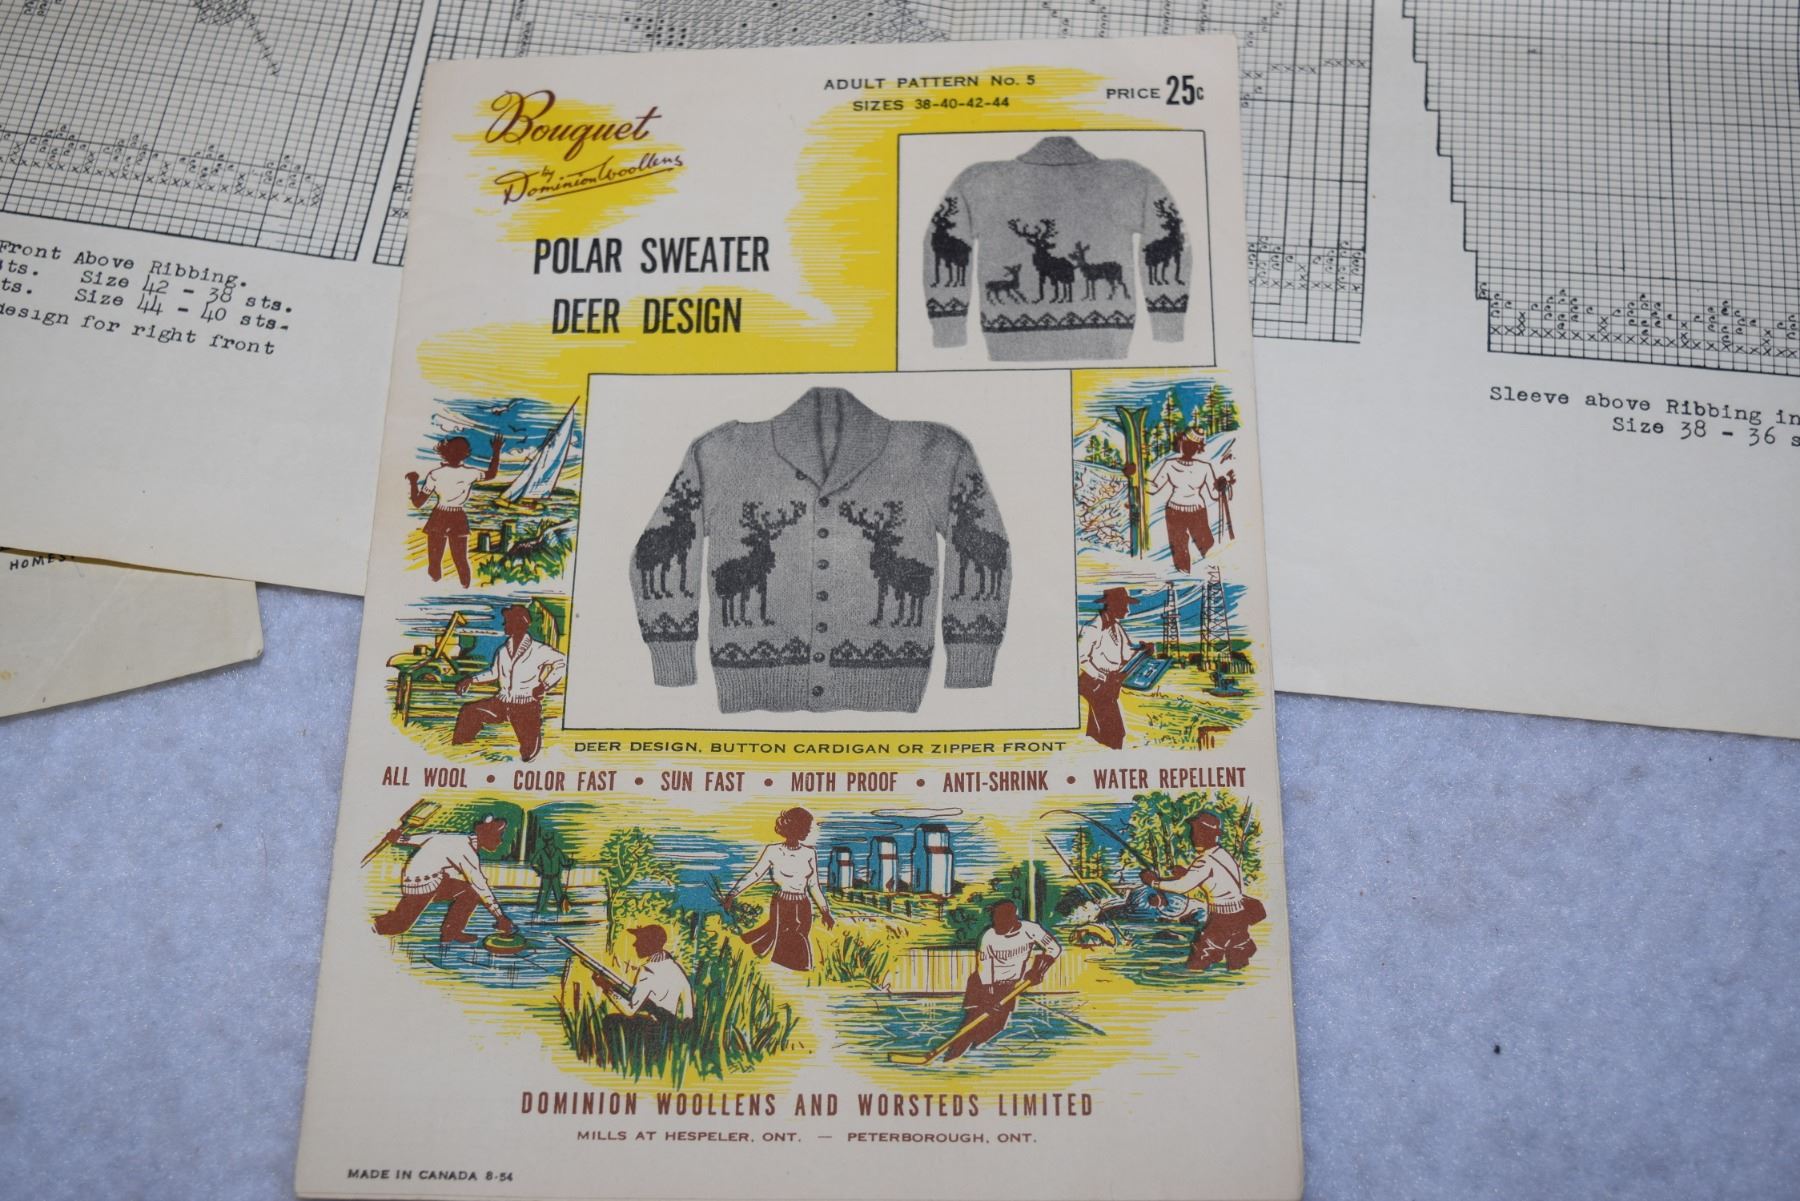 Bouquet
by
Dominion Woollens
ADULT PATTERN No. 5
SIZES 38-40-42-44
PRICE 25c
POLAR SWEATER
DEER DESIGN
DEER DESIGN, BUTTON CARDIGAN OR ZIPPER FRONT
ALL WOOL • COLOR FAST • SUN FAST • MOTH PROOF • ANTI-SHRINK • WATER REPELLENT
DOMINION WOOLLENS AND WORSTEDS LIMITED
MILLS AT HESPELER, ONT. — PETERBOROUGH, ONT.
MADE IN CANADA 8-54
Front Above Ribbing.
sts. Size 42 - 38 sts.
ts. Size 44 - 40 sts.
design for right front
Sleeve above Ribbing in
Size 38 - 36 s
HOMES